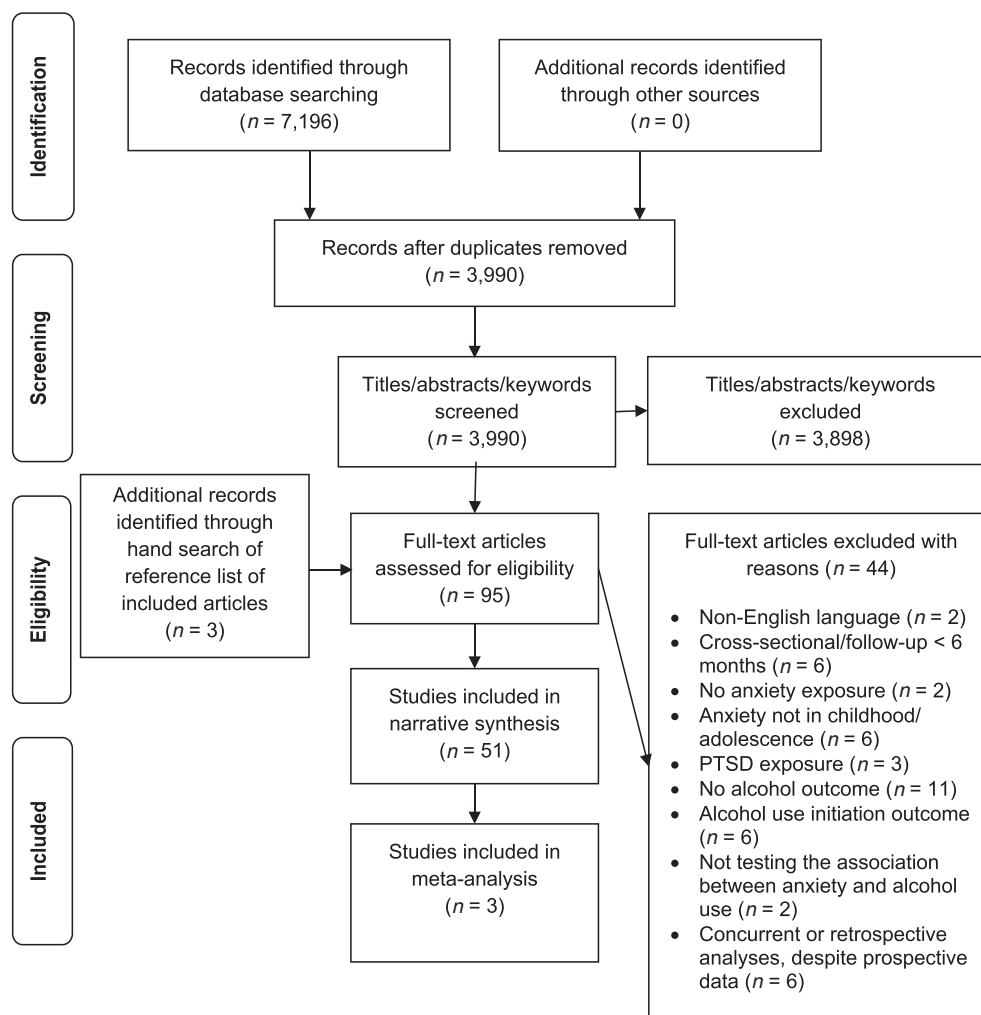 Identification
Records identified through
database searching
(n = 7,196)
Additional records identified
through other sources
(n = 0)
Records after duplicates removed
(n = 3,990)
Screening
Titles/abstracts/keywords
screened
(n = 3,990)
Titles/abstracts/keywords
excluded
(n = 3,898)
Eligibility
Additional records
identified through
hand search of
reference list of
included articles
(n = 3)
Full-text articles
assessed for eligibility
(n = 95)
Full-text articles excluded with
reasons (n = 44)
• Non-English language (n = 2)
• Cross-sectional/follow-up < 6
months (n = 6)
• No anxiety exposure (n = 2)
• Anxiety not in childhood/
adolescence (n = 6)
• PTSD exposure (n = 3)
• No alcohol outcome (n = 11)
• Alcohol use initiation outcome
(n = 6)
• Not testing the association
between anxiety and alcohol
use (n = 2)
• Concurrent or retrospective
analyses, despite prospective
data (n = 6)
Studies included in
narrative synthesis
(n = 51)
Included
Studies included in
meta-analysis
(n = 3)